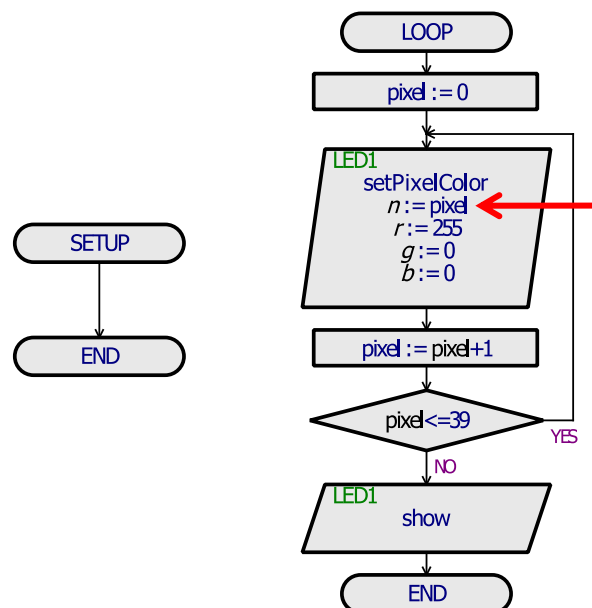 SETUP
END
LOOP
pixel := 0
LED1
setPixelColor
n := pixel
r := 255
g := 0
b := 0
pixel := pixel+1
pixel<=39
YES
NO
LED1
show
END